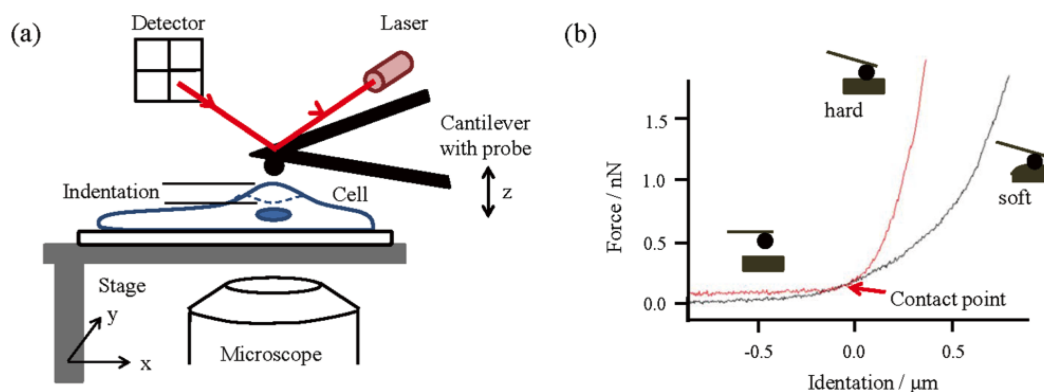 (a)
Detector
Laser
Cantilever
with probe
z
Indentation
Cell
Stage
y
x
Microscope
(b)
Force / nN
1.5
1.0
0.5
0.0
hard
soft
Contact point
-0.5
0.0
0.5
Identation / μm